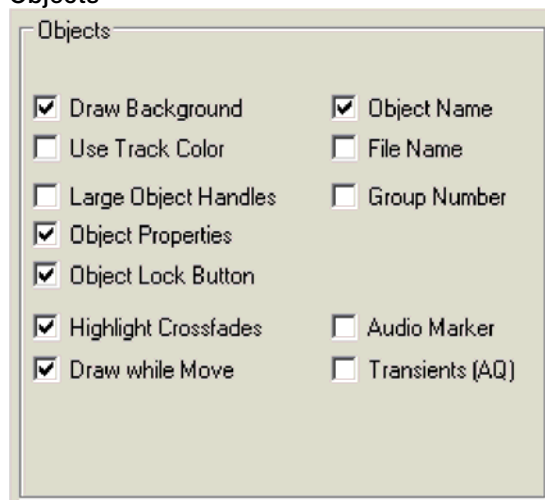 Objects
Objects
Draw Background Object Name
Use Track Color File Name
Large Object Handles Group Number
Object Properties
Object Lock Button
Highlight Crossfades Audio Marker
Draw while Move Transients (AQ)